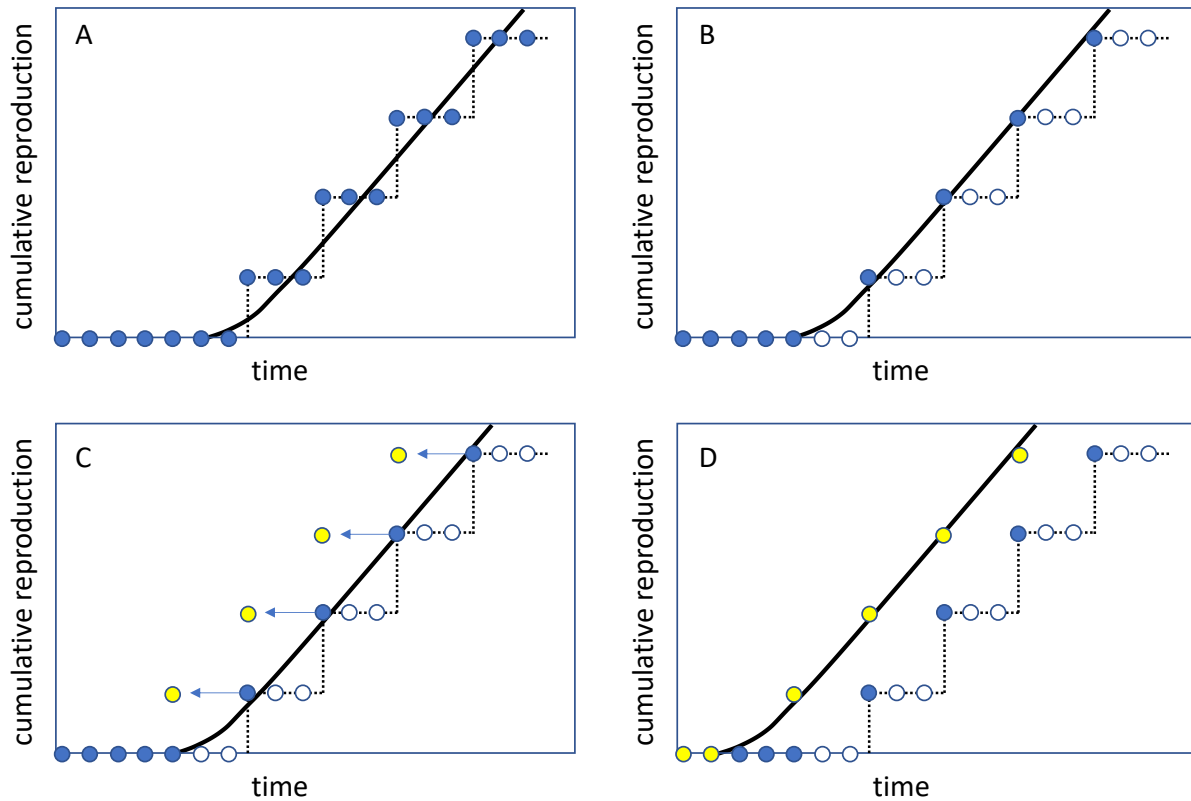 A
cumulative reproduction
time
B
cumulative reproduction
time
C
cumulative reproduction
time
D
cumulative reproduction
time